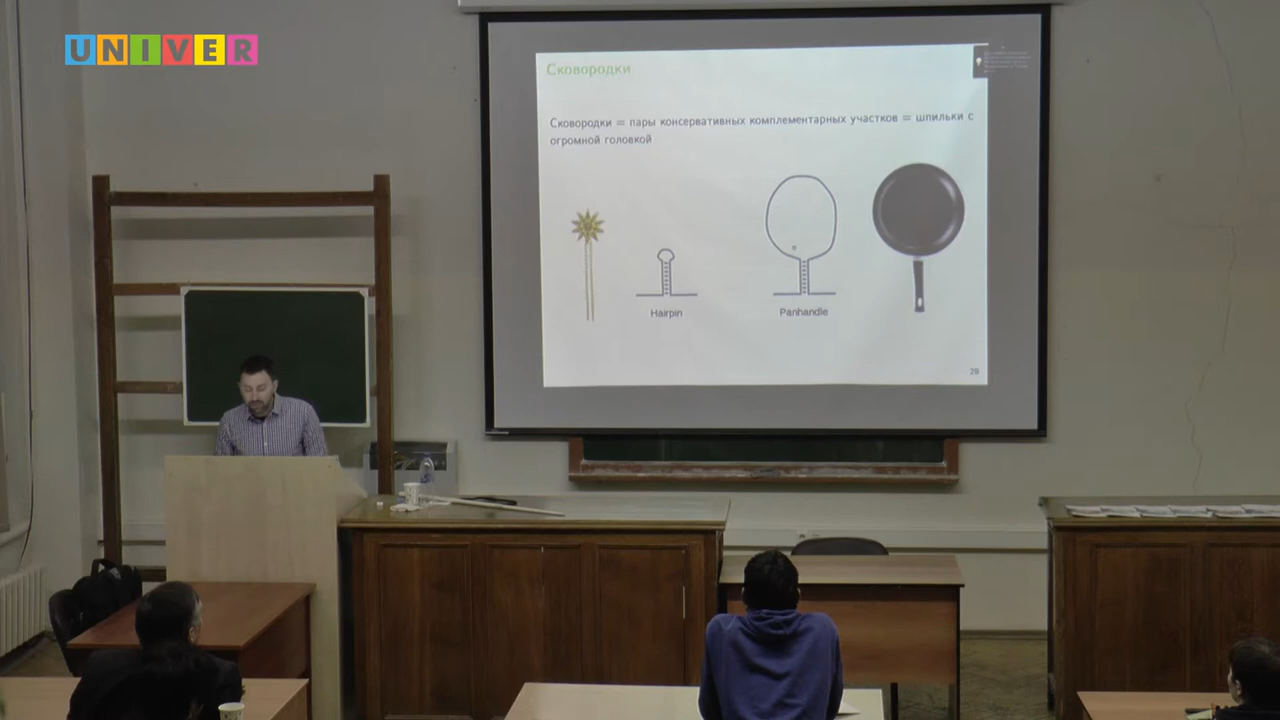 UNIVER
Сковородки
Сковородки = пары консервативных комплементарных участков = шпильки с
огромной головкой
Hairpin
Panhandle
29